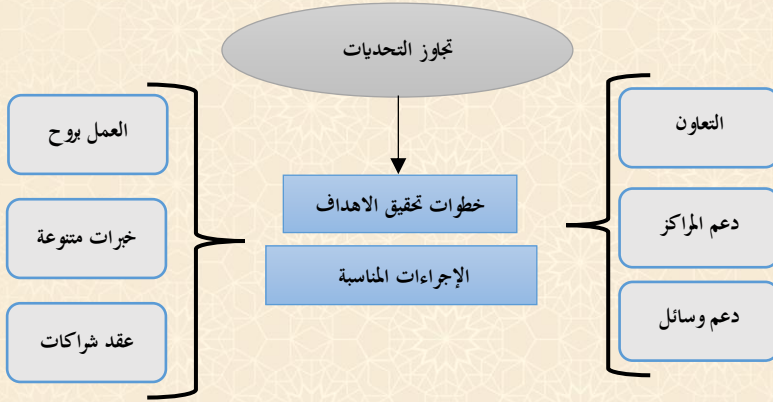 تجاوز التحديات
التعاون
العمل بروح
خطوات تحقيق الاهداف
دعم المراكز
خبرات متنوعة
الإجراءات المناسبة
دعم وسائل
عقد شراكات